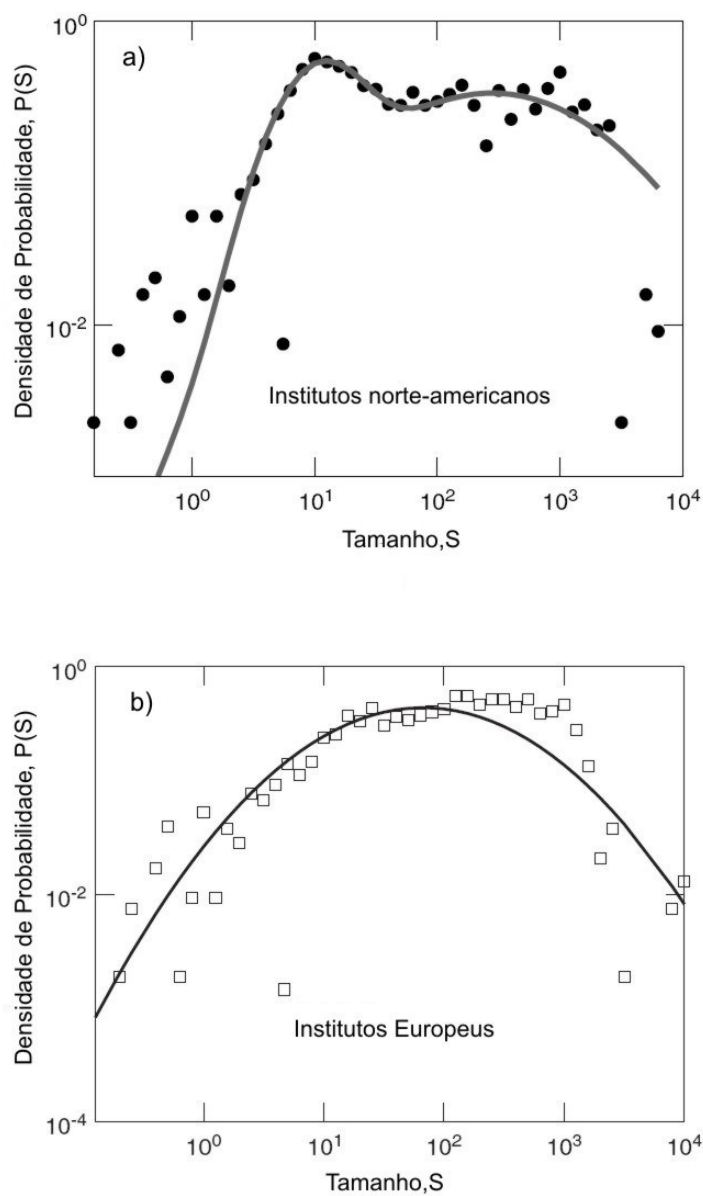 10^0
a)
Densidade de Probabilidade, P(S)
10^-2
Institutos norte-americanos
10^0 10^1 10^2 10^3 10^4
Tamanho,S
10^0
b)
Densidade de Probabilidade, P(S)
10^-2
Institutos Europeus
10^-4
10^0 10^1 10^2 10^3 10^4
Tamanho,S